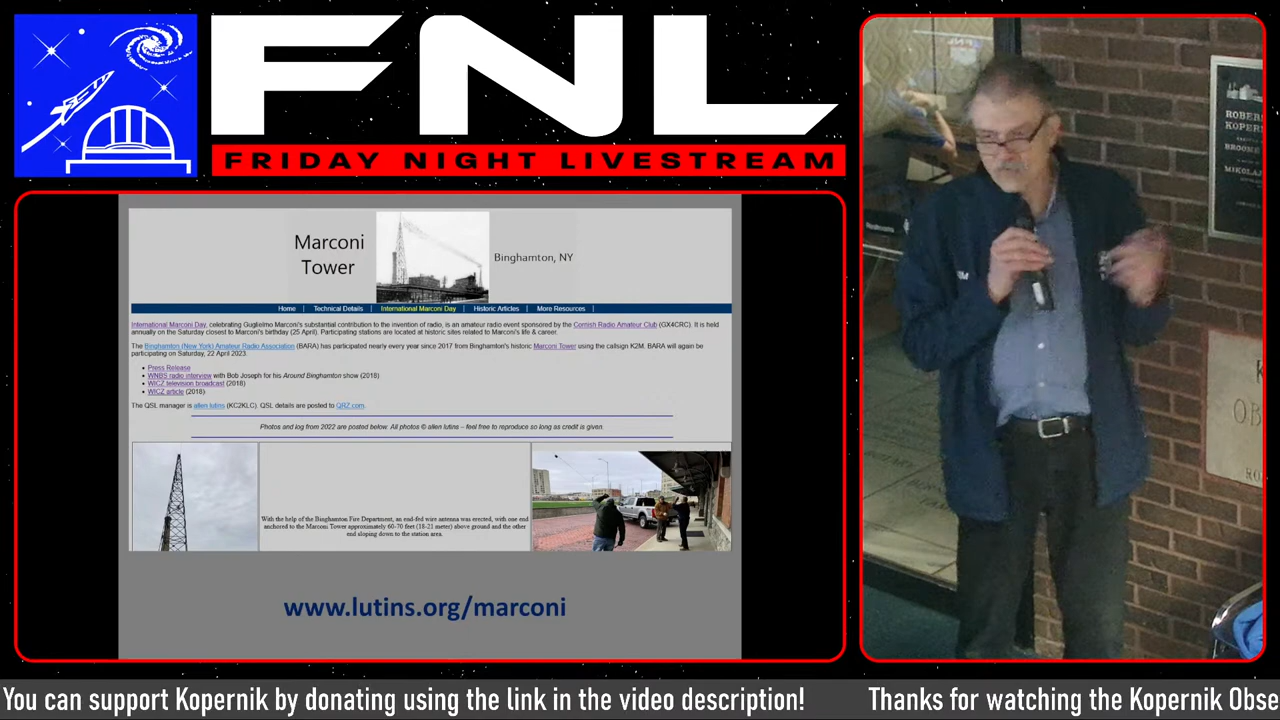 FNL
FRIDAY NIGHT LIVESTREAM
Marconi
Tower
Binghamton, NY
Home | Technical Details | International Marconi Day | Historic Articles | More Resources |
International Marconi Day, celebrating Guglielmo Marconi's substantial contribution to the invention of radio, is an amateur radio event sponsored by the Cornish Radio Amateur Club (GX4CRC). It is held
annually on the Saturday closest to Marconi's birthday (25 April). Participating stations are located at historic sites related to Marconi's life & career.
The Binghamton (New York) Amateur Radio Association (BARA) has participated nearly every year since 2017 from Binghamton's historic Marconi Tower using the callsign K2M. BARA will again be
participating on Saturday, 22 April 2023.
• Press Release
• WNBS radio interview with Bob Joseph for his Around Binghamton show (2018)
• WICZ television broadcast (2018)
• WICZ article (2018)
The QSL manager is allen lutins (KC2KLC). QSL details are posted to QRZ.com.
Photos and log from 2022 are posted below. All photos © allen lutins – feel free to reproduce so long as credit is given.
With the help of the Binghamton Fire Department, an end-fed wire antenna was erected, with one end
anchored to the Marconi Tower approximately 60-70 feet (18-21 meter) above ground and the other
end sloping down to the station area.
www.lutins.org/marconi
ROBER
KOPER
BROOME
MIKOLAJ
OB
You can support Kopernik by donating using the link in the video description!
Thanks for watching the Kopernik Obse